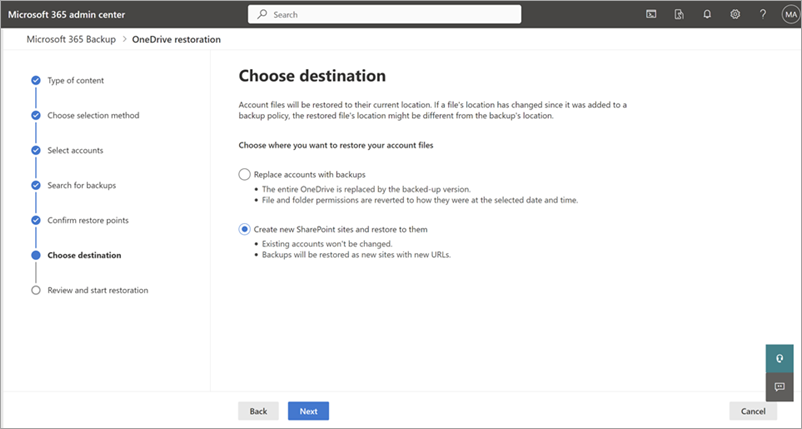 Microsoft 365 admin center
Search
MA
Microsoft 365 Backup > OneDrive restoration
Type of content
Choose selection method
Select accounts
Search for backups
Confirm restore points
Choose destination
Review and start restoration
Choose destination
Account files will be restored to their current location. If a file's location has changed since it was added to a
backup policy, the restored file's location might be different from the backup's location.
Choose where you want to restore your account files
Replace accounts with backups
• The entire OneDrive is replaced by the backed-up version.
• File and folder permissions are reverted to how they were at the selected date and time.
Create new SharePoint sites and restore to them
• Existing accounts won't be changed.
• Backups will be restored as new sites with new URLs.
Back
Next
Cancel